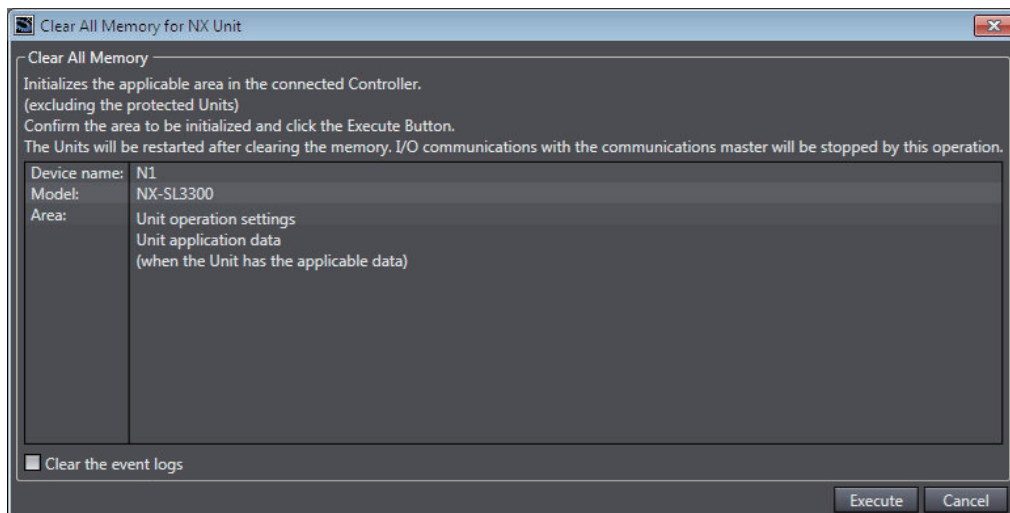 Clear All Memory for NX Unit
Clear All Memory
Initializes the applicable area in the connected Controller.
(excluding the protected Units)
Confirm the area to be initialized and click the Execute Button.
The Units will be restarted after clearing the memory. I/O communications with the communications master will be stopped by this operation.
Device name: N1
Model: NX-SL3300
Area: Unit operation settings
Unit application data
(when the Unit has the applicable data)
Clear the event logs
Execute Cancel